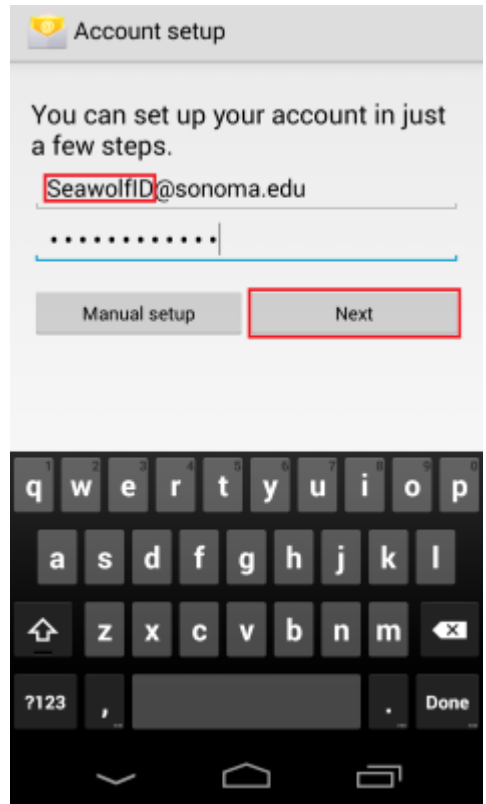 Account setup
You can set up your account in just
a few steps.
SeawolfID@sonoma.edu
••••••••••••
Manual setup Next
1 2 3 4 5 6 7 8 9 0
q w e r t y u i o p
a s d f g h j k l
z x c v b n m
?123 , . Done